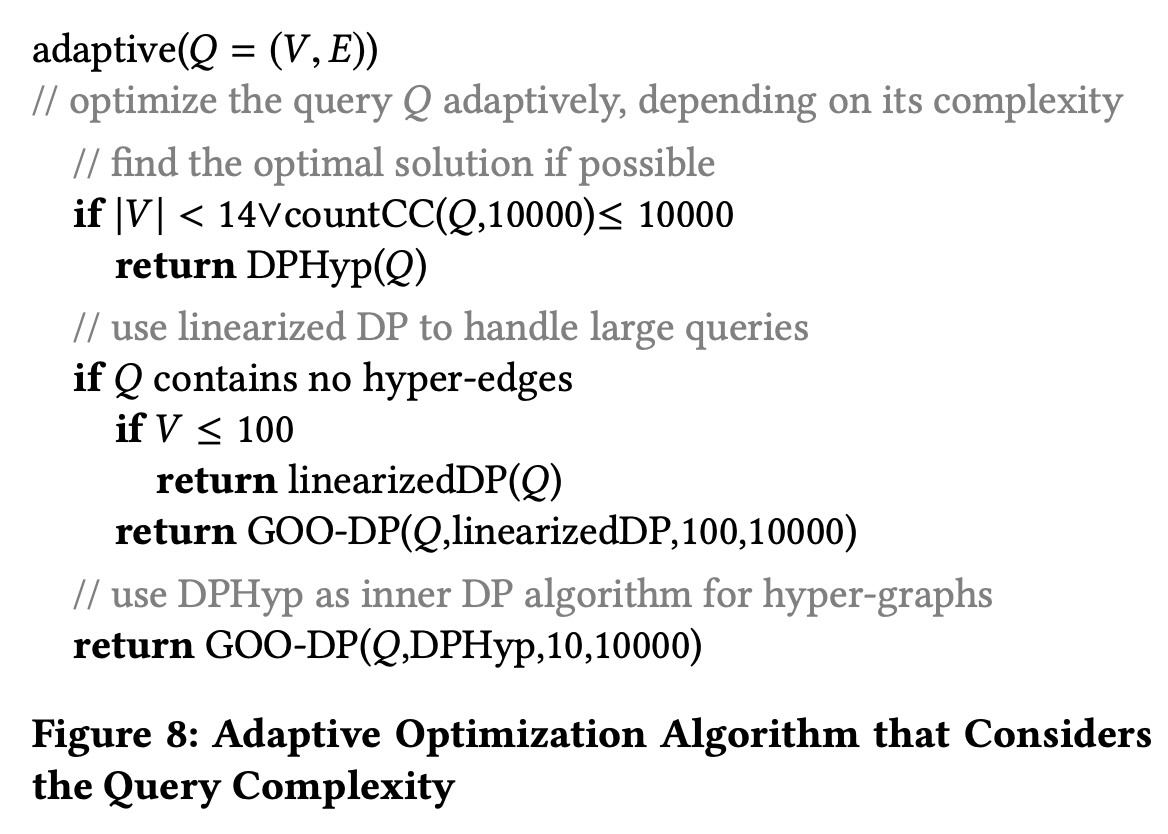 adaptive(Q = (V, E))
// optimize the query Q adaptively, depending on its complexity
// find the optimal solution if possible
if |V| < 14∨countCC(Q,10000)≤ 10000
return DPHyp(Q)
// use linearized DP to handle large queries
if Q contains no hyper-edges
if V ≤ 100
return linearizedDP(Q)
return GOO-DP(Q,linearizedDP,100,10000)
// use DPHyp as inner DP algorithm for hyper-graphs
return GOO-DP(Q,DPHyp,10,10000)
Figure 8: Adaptive Optimization Algorithm that Considers
the Query Complexity